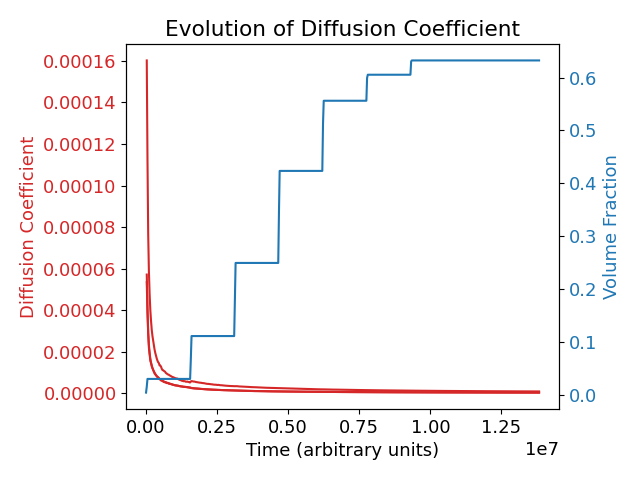 Evolution of Diffusion Coefficient
Diffusion Coefficient
0.00016
0.00014
0.00012
0.00010
0.00008
0.00006
0.00004
0.00002
0.00000
0.6
0.5
0.4
0.3
0.2
0.1
0.0
Volume Fraction
0.00 0.25 0.50 0.75 1.00 1.25
1e7
Time (arbitrary units)